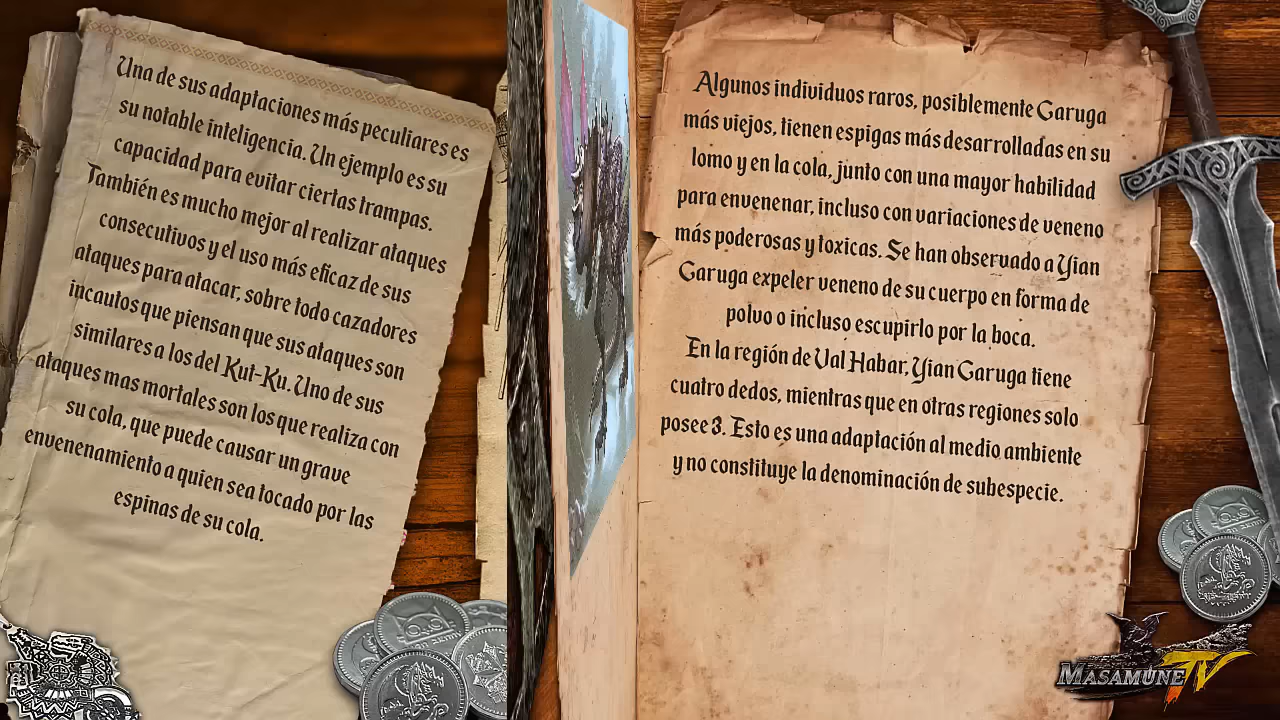 Una de sus adaptaciones más peculiares es
su notable inteligencia. Un ejemplo es su
capacidad para evitar ciertas trampas.
También es mucho mejor al realizar ataques
consecutivos y el uso más eficaz de sus
ataques para atacar, sobre todo cazadores
incautos que piensan que sus ataques son
similares a los del Kut-Ku. Uno de sus
ataques mas mortales son los que realiza con
su cola, que puede causar un grave
envenenamiento a quien sea tocado por las
espinas de su cola.
Algunos individuos raros, posiblemente Garuga
más viejos, tienen espigas más desarrolladas en su
lomo y en la cola, junto con una mayor habilidad
para envenenar, incluso con variaciones de veneno
más poderosas y toxicas. Se han observado a Yian
Garuga expeler veneno de su cuerpo en forma de
polvo o incluso escupirlo por la boca.
En la región de Val Habar, Yian Garuga tiene
cuatro dedos, mientras que en otras regiones solo
posee 3. Esto es una adaptación al medio ambiente
y no constituye la denominación de subespecie.
MASAMUNE TV